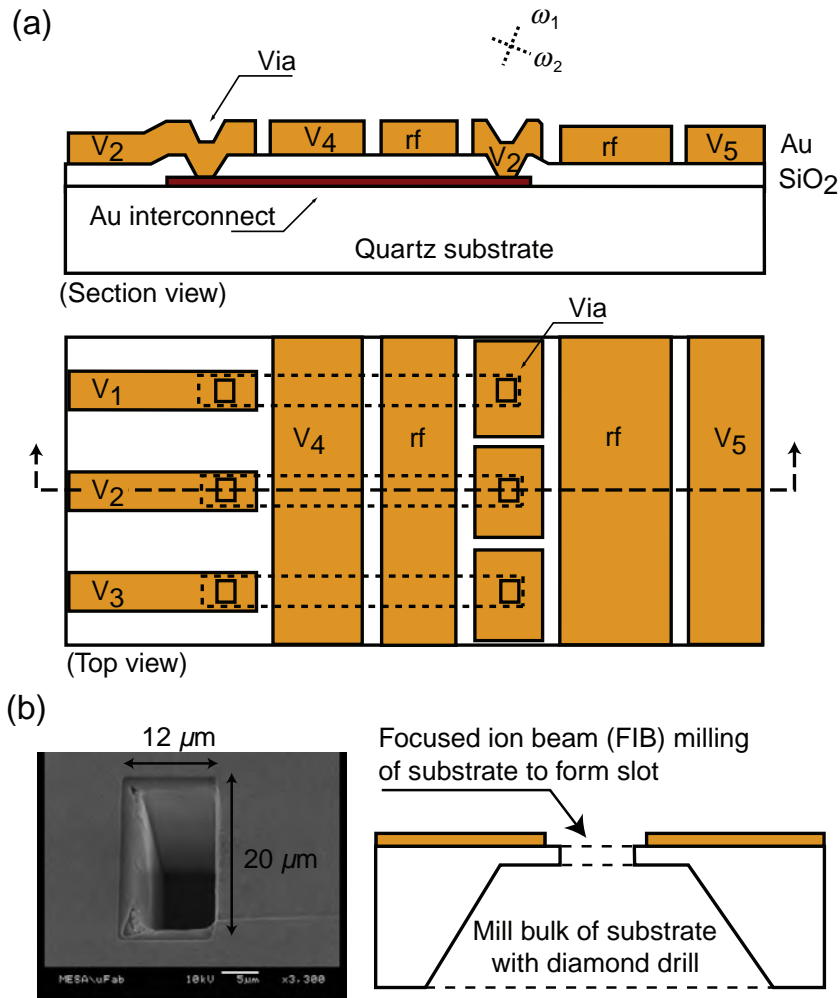 (a)
ω1
ω2
Via
V2
V4
rf
V2
rf
V5
Au
SiO2
Au interconnect
Quartz substrate
(Section view)
Via
V1
V4
rf
rf
V5
V2
V3
(Top view)
(b)
12 µm
20 µm
MESA\uFab 10kV 5µm x3,300
Focused ion beam (FIB) milling
of substrate to form slot
Mill bulk of substrate
with diamond drill